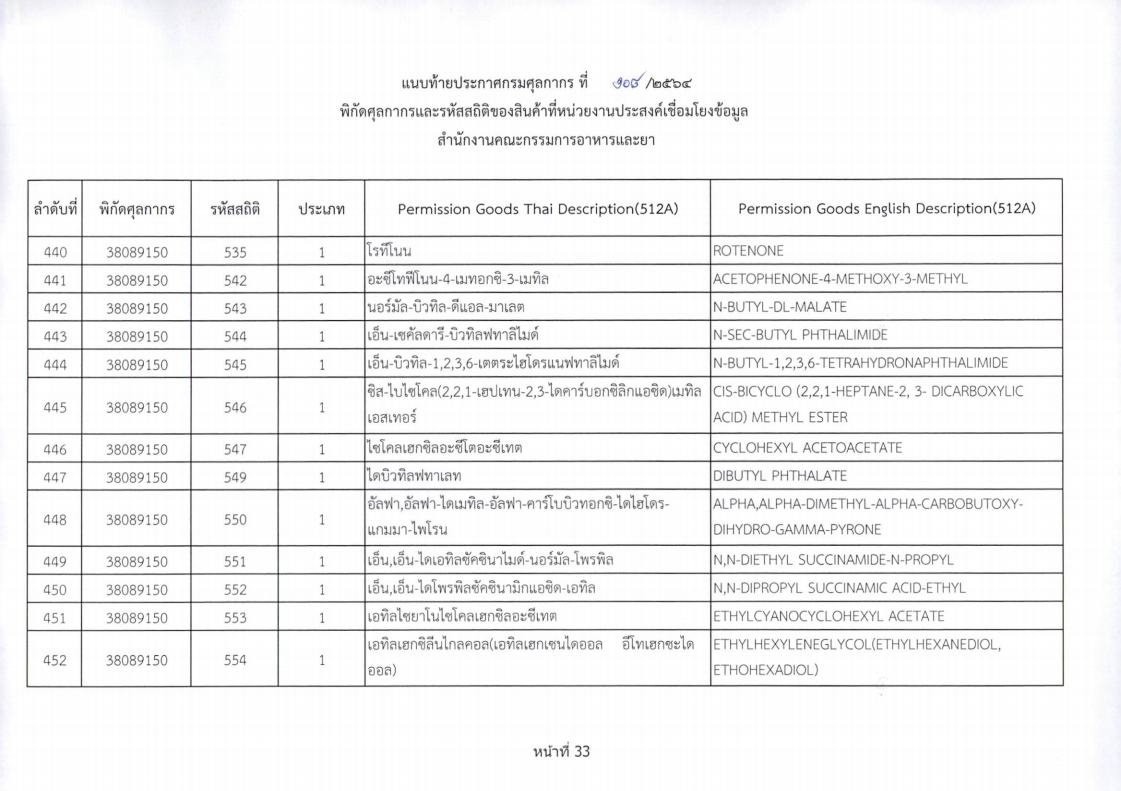 แนบท้ายประกาศกรมศุลกากร ที่ ๑๐๘ /๒๕๖๔
พิกัดศุลกากรและรหัสสถิติของสินค้าที่หน่วยงานประสงค์เชื่อมโยงข้อมูล
สำนักงานคณะกรรมการอาหารและยา
ลำดับที่ พิกัดศุลกากร รหัสสถิติ ประเภท Permission Goods Thai Description(512A) Permission Goods English Description(512A)
440 38089150 535 1 โรทีโนน ROTENONE
441 38089150 542 1 อะซีโทฟีโนน-4-เมทอกซิ-3-เมทิล ACETOPHENONE-4-METHOXY-3-METHYL
442 38089150 543 1 นอร์มัล-บิวทิล-ดีแอล-มาเลต N-BUTYL-DL-MALATE
443 38089150 544 1 เอ็น-เซคัลดารี-บิวทิลฟทาลิไมด์ N-SEC-BUTYL PHTHALIMIDE
444 38089150 545 1 เอ็น-บิวทิล-1,2,3,6-เตตระไฮโดรแนฟทาลิไมด์ N-BUTYL-1,2,3,6-TETRAHYDRONAPHTHALIMIDE
445 38089150 546 1 ซิส-ไบไซโคล(2,2,1-เฮปเทน-2,3-ไดคาร์บอกซิลิกแอซิด)เมทิล CIS-BICYCLO (2,2,1-HEPTANE-2, 3- DICARBOXYLIC
เอสเทอร์ ACID) METHYL ESTER
446 38089150 547 1 ไซโคลเฮกซิลอะซีโตอะซีเทต CYCLOHEXYL ACETOACETATE
447 38089150 549 1 ไดบิวทิลฟทาเลท DIBUTYL PHTHALATE
448 38089150 550 1 อัลฟา,อัลฟา-ไดเมทิล-อัลฟา-คาร์โบบิวทอกซิ-ไดไฮโดร- ALPHA,ALPHA-DIMETHYL-ALPHA-CARBOBUTOXY-
แกมมา-ไพโรน DIHYDRO-GAMMA-PYRONE
449 38089150 551 1 เอ็น,เอ็น-ไดเอทิลซัคซินาไมด์-นอร์มัล-โพรพิล N,N-DIETHYL SUCCINAMIDE-N-PROPYL
450 38089150 552 1 เอ็น,เอ็น-ไดโพรพิลซัคซินามิกแอซิด-เอทิล N,N-DIPROPYL SUCCINAMIC ACID-ETHYL
451 38089150 553 1 เอทิลไซยาโนไซโคลเฮกซิลอะซีเทต ETHYLCYANOCYCLOHEXYL ACETATE
452 38089150 554 1 เอทิลเฮกซิลีนไกลคอล(เอทิลเฮกเซนไดออล อีโทเฮกซะได ETHYLHEXYLENEGLYCOL(ETHYLHEXANEDIOL,
ออล) ETHOHEXADIOL)
หน้าที่ 33